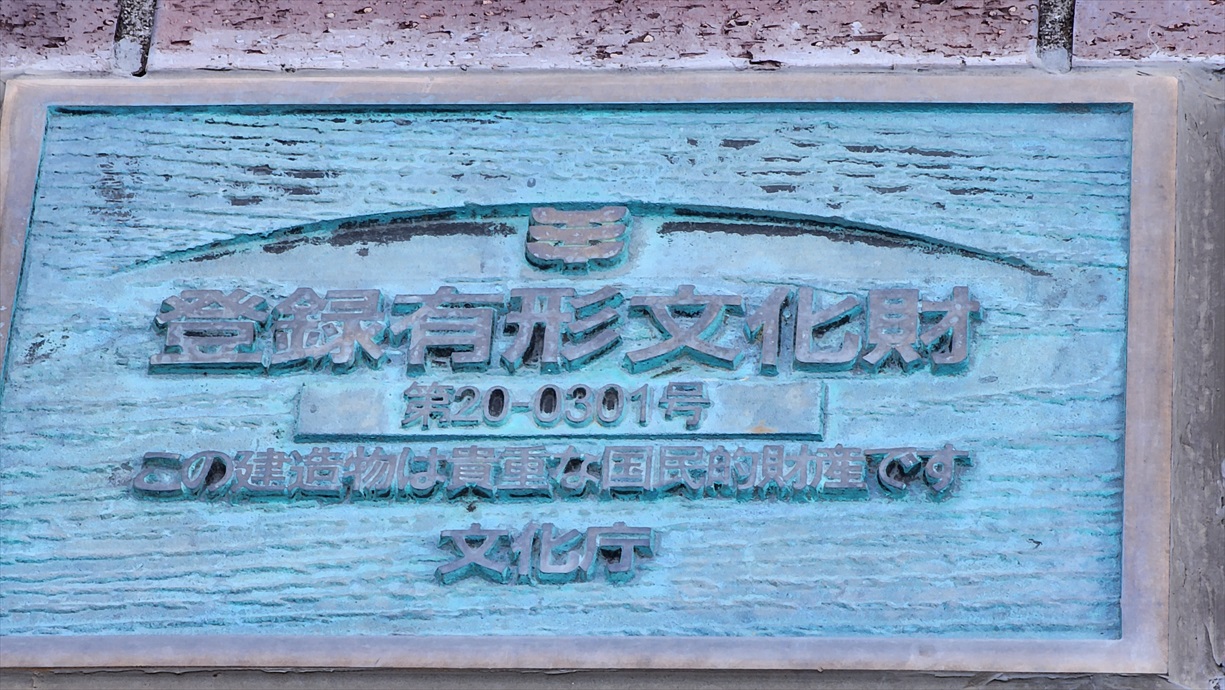 登録有形文化財
第20-0301号
この建造物は貴重な国民的財産です
文化庁